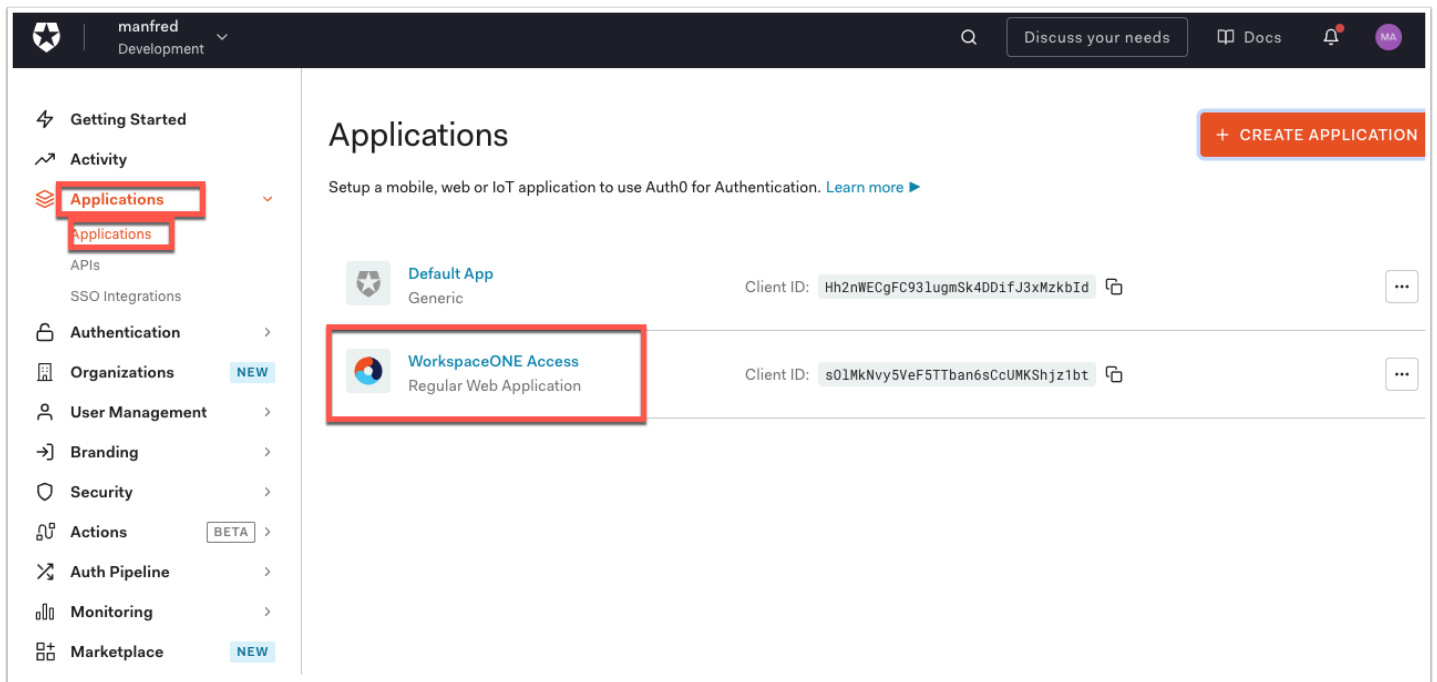 manfred
Development
Discuss your needs
Docs
MA
Getting Started
Activity
Applications
Applications
APIs
SSO Integrations
Authentication
Organizations NEW
User Management
Branding
Security
Actions BETA
Auth Pipeline
Monitoring
Marketplace NEW
Applications
+ CREATE APPLICATION
Setup a mobile, web or IoT application to use Auth0 for Authentication. Learn more
Default App
Generic
Client ID: Hh2nWECgFC93lugmSk4DDifJ3xMzkbId
WorkspaceONE Access
Regular Web Application
Client ID: sOlMkNvy5VeF5TTban6sCcUMKShjz1bt